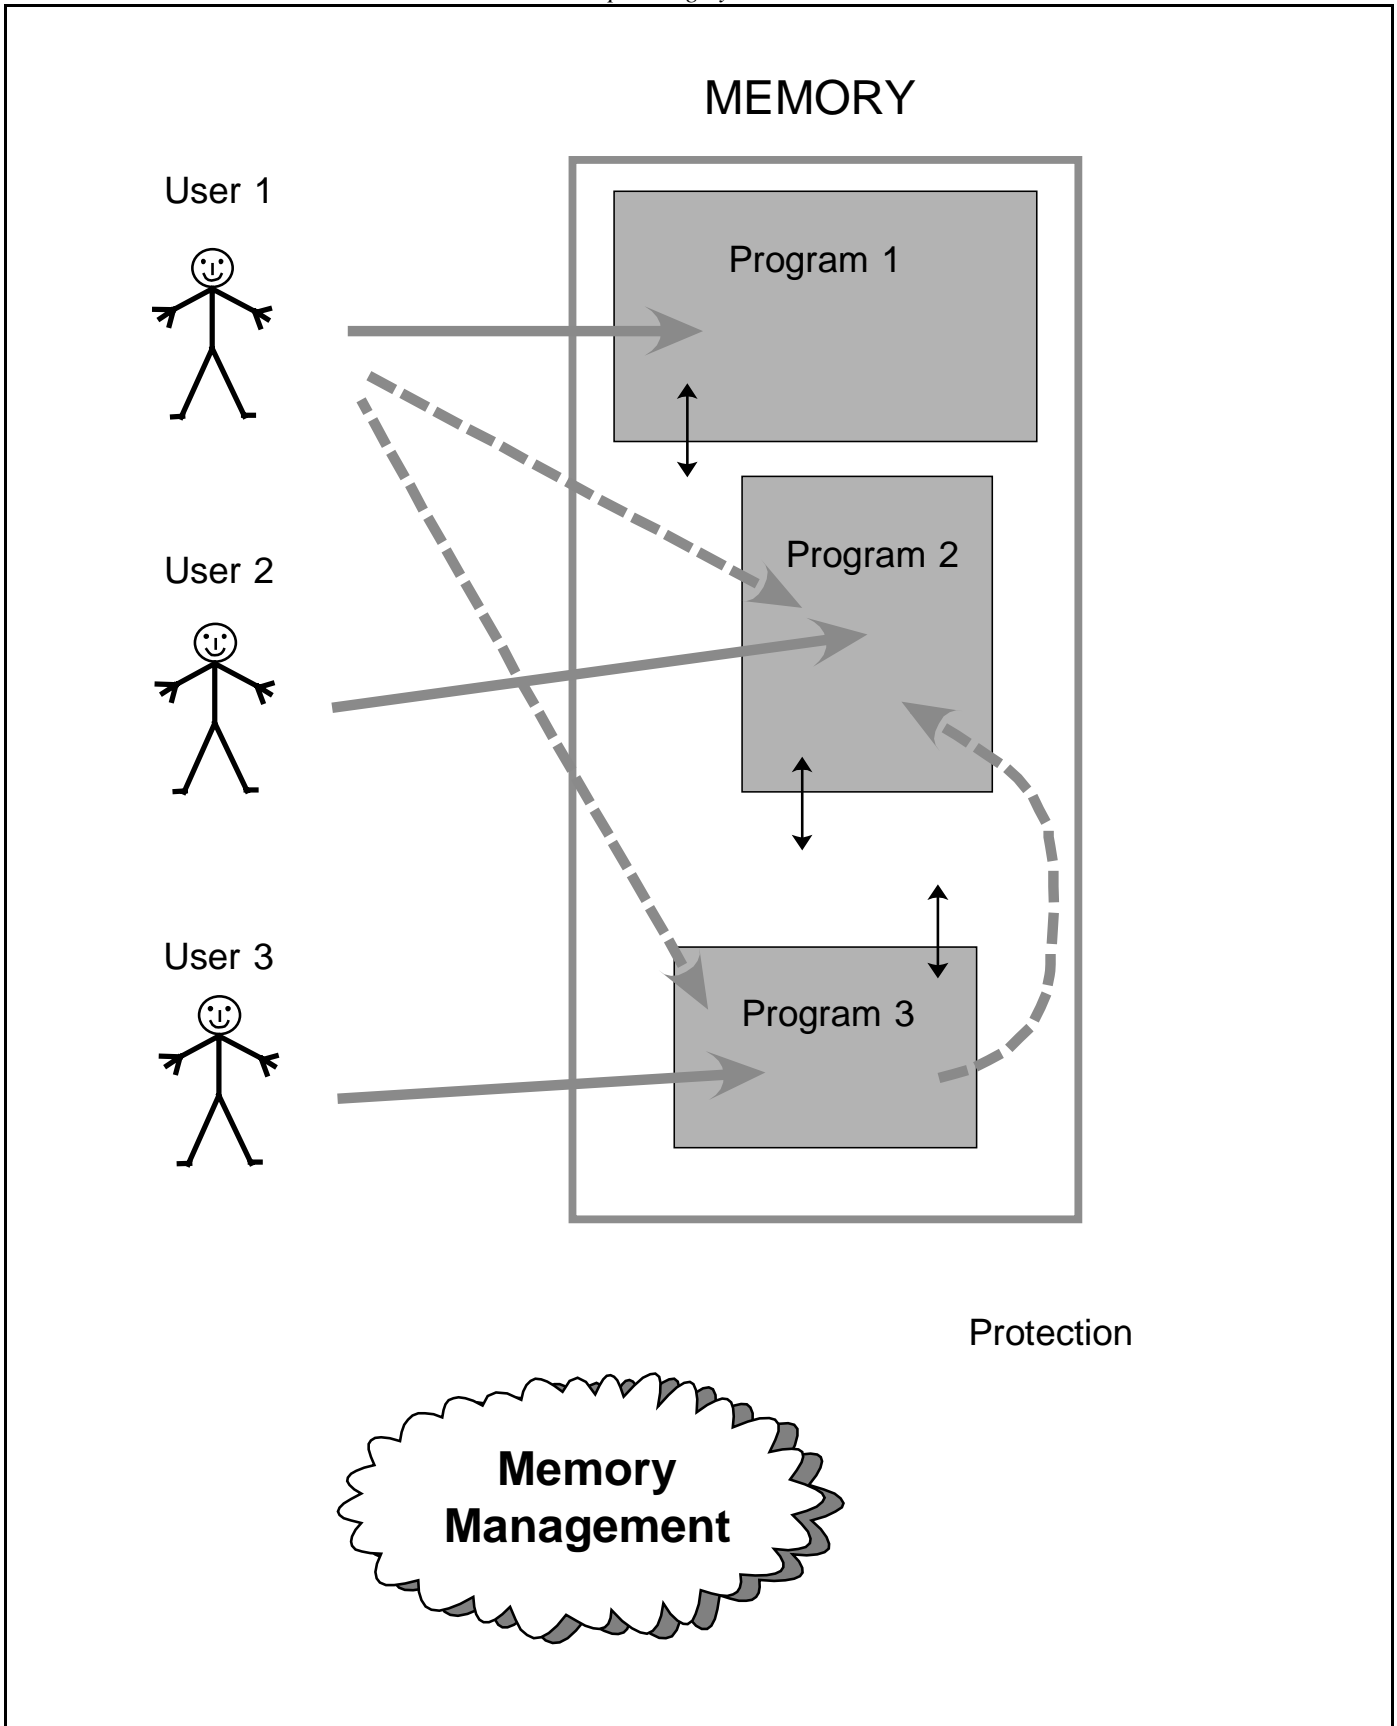 MEMORY
User 1
Program 1
User 2
Program 2
User 3
Program 3
Protection
Memory
Management